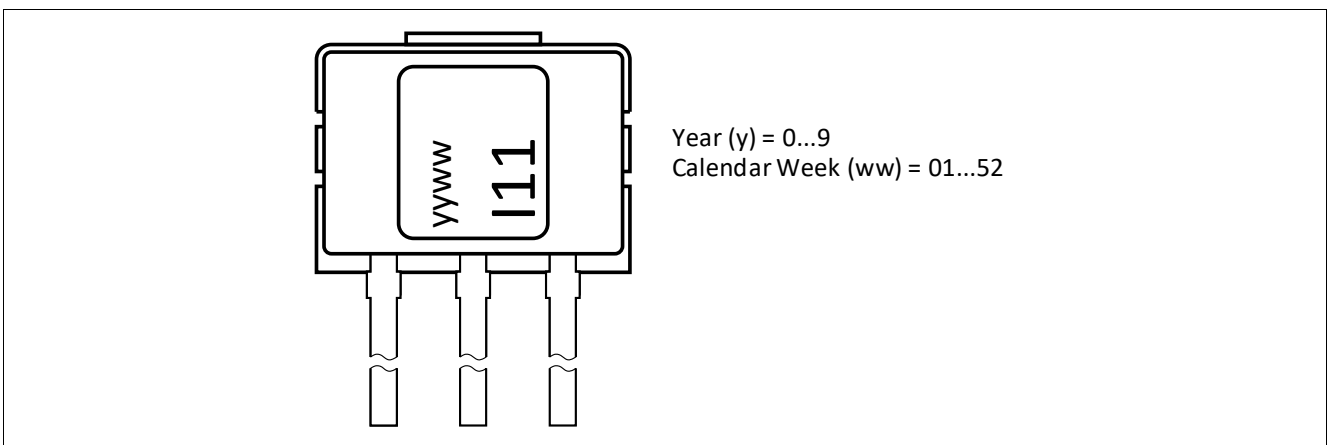 yyww
I11
Year (y) = 0...9
Calendar Week (ww) = 01...52